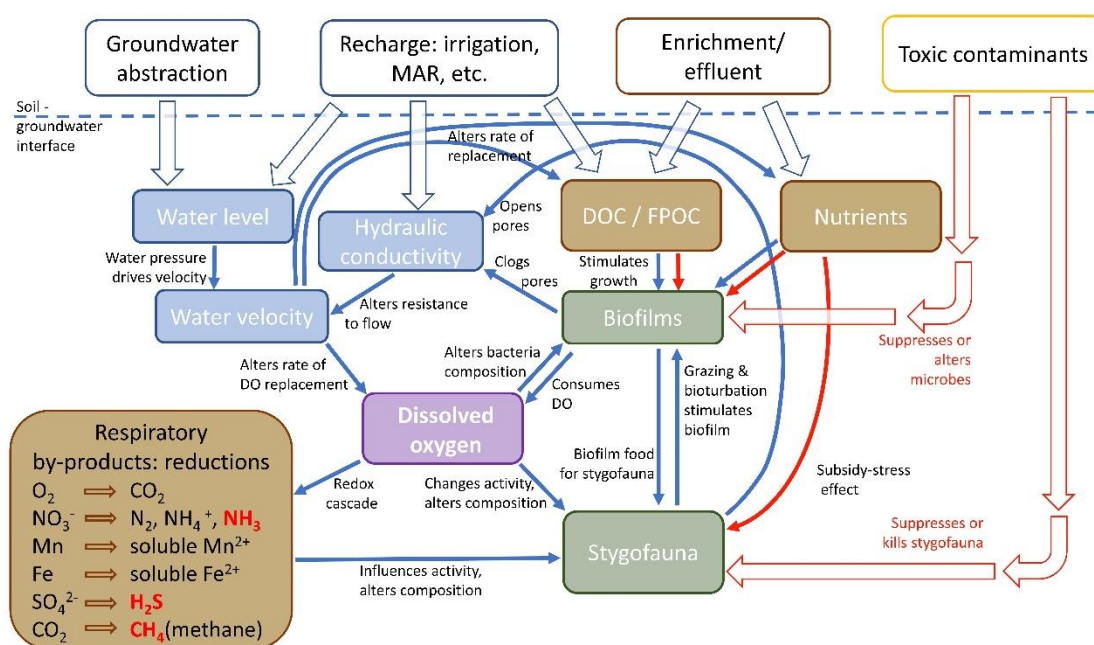 Groundwater
abstraction
Recharge: irrigation,
MAR, etc.
Enrichment/
effluent
Toxic contaminants
Soil -
groundwater
interface
Alters rate of
replacement
Water level
Hydraulic
conductivity
Opens
pores
DOC / FPOC
Nutrients
Water pressure
drives velocity
Clogs
pores
Stimulates
growth
Water velocity
Alters resistance
to flow
Biofilms
Suppresses or
alters
microbes
Alters rate of
DO replacement
Alters bacteria
composition
Consumes
DO
Grazing &
bioturbation
stimulates
biofilm
Dissolved
oxygen
Biofilm food
for stygofauna
Subsidy-stress
effect
Respiratory
by-products: reductions
O₂ ⇒ CO₂
NO₃⁻ ⇒ N₂, NH₄⁺, NH₃
Mn ⇒ soluble Mn²⁺
Fe ⇒ soluble Fe²⁺
SO₄²⁻ ⇒ H₂S
CO₂ ⇒ CH₄(methane)
Redox
cascade
Changes activity,
alters composition
Stygofauna
Suppresses or
kills stygofauna
Influences activity,
alters composition